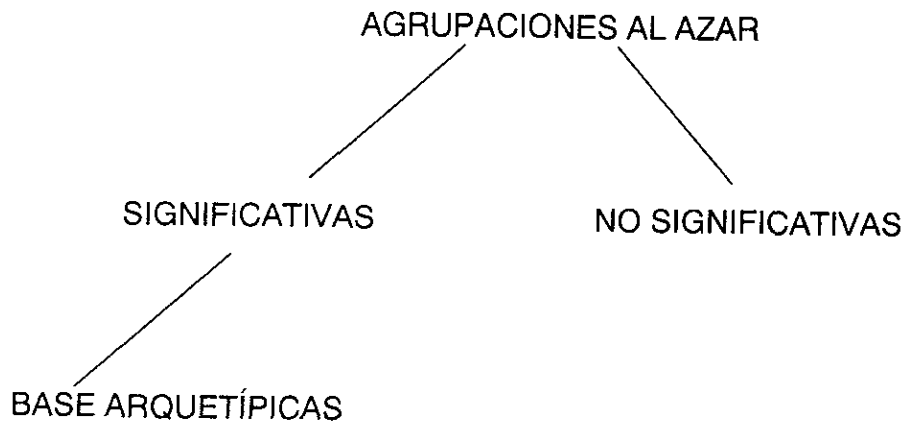 AGRUPACIONES AL AZAR
SIGNIFICATIVAS
NO SIGNIFICATIVAS
BASE ARQUETÍPICAS